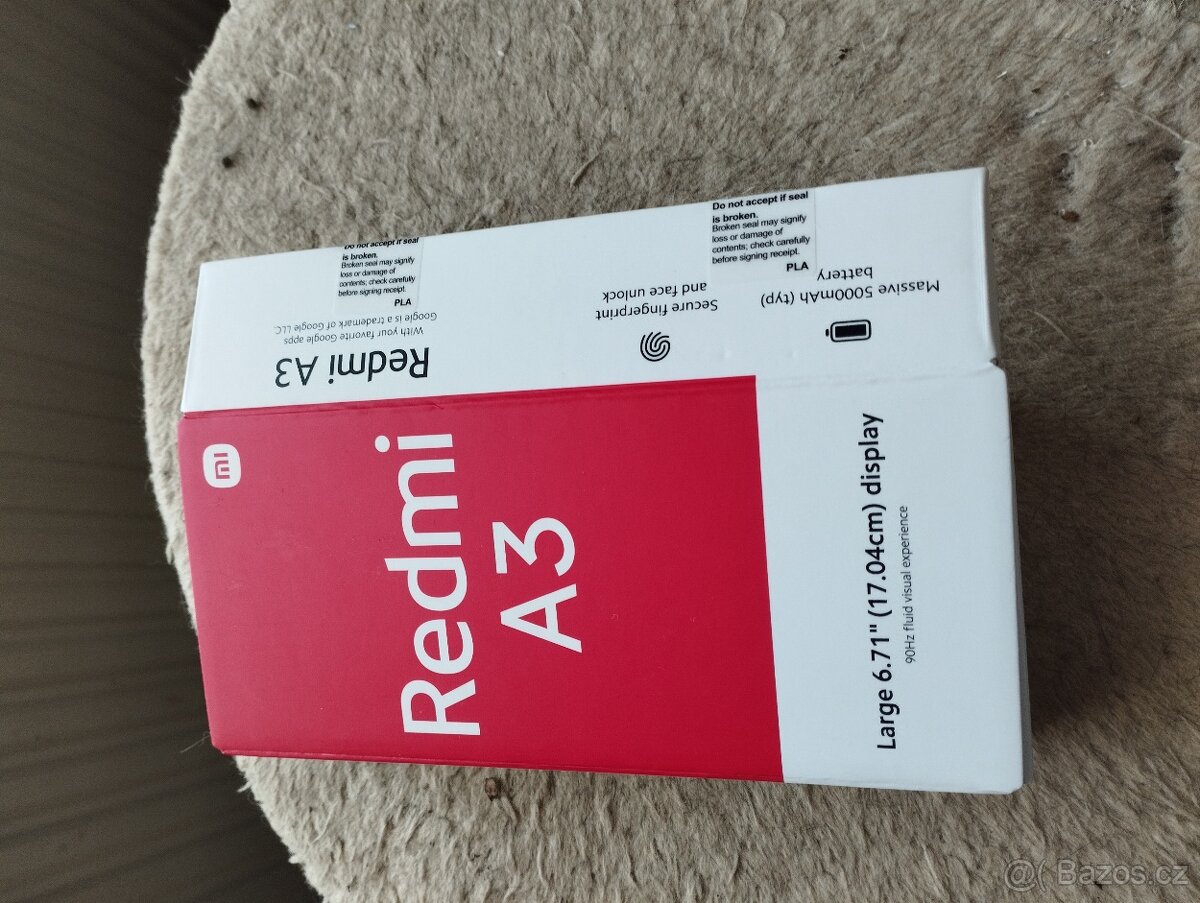 mi
Redmi
A3
Large 6.71" (17.04cm) display
90Hz fluid visual experience
Redmi A3
With your favorite Google apps
Google is a trademark of Google LLC.
Do not accept if seal
is broken.
Broken seal may signify
loss or damage of
contents; check carefully
before signing receipt.
PLA
Secure fingerprint
and face unlock
Do not accept if seal
is broken.
Broken seal may signify
loss or damage of
contents; check carefully
before signing receipt.
PLA
Massive 5000mAh (typ)
battery
@( Bazos.cz